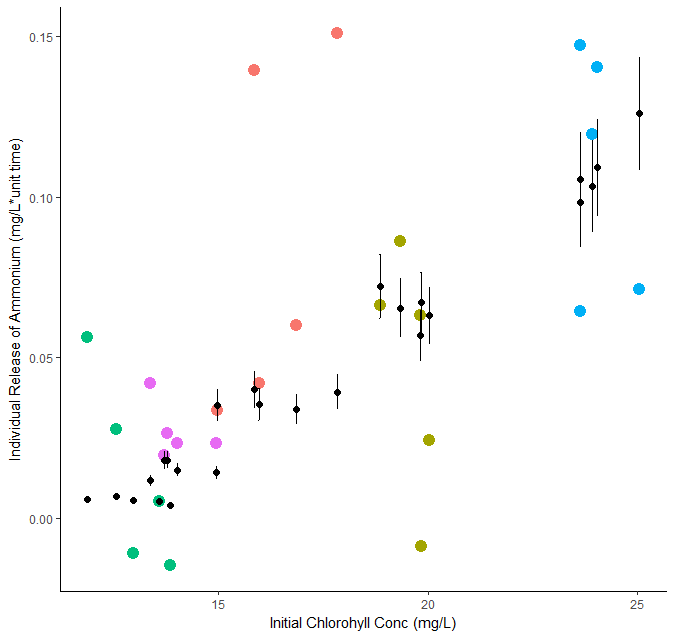 0.15
0.10
0.05
0.00
Individual Release of Ammonium (mg/L*unit time)
15 20 25
Initial Chlorohyll Conc (mg/L)